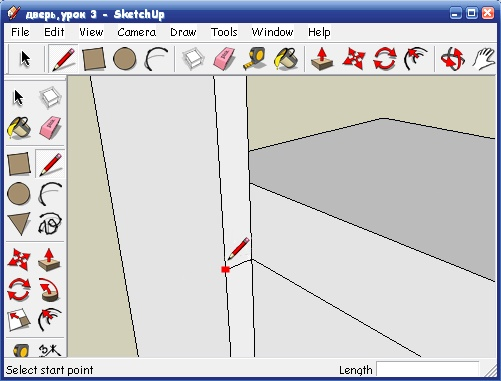 дверь,урок 3 - SketchUp
File Edit View Camera Draw Tools Window Help
Select start point Length